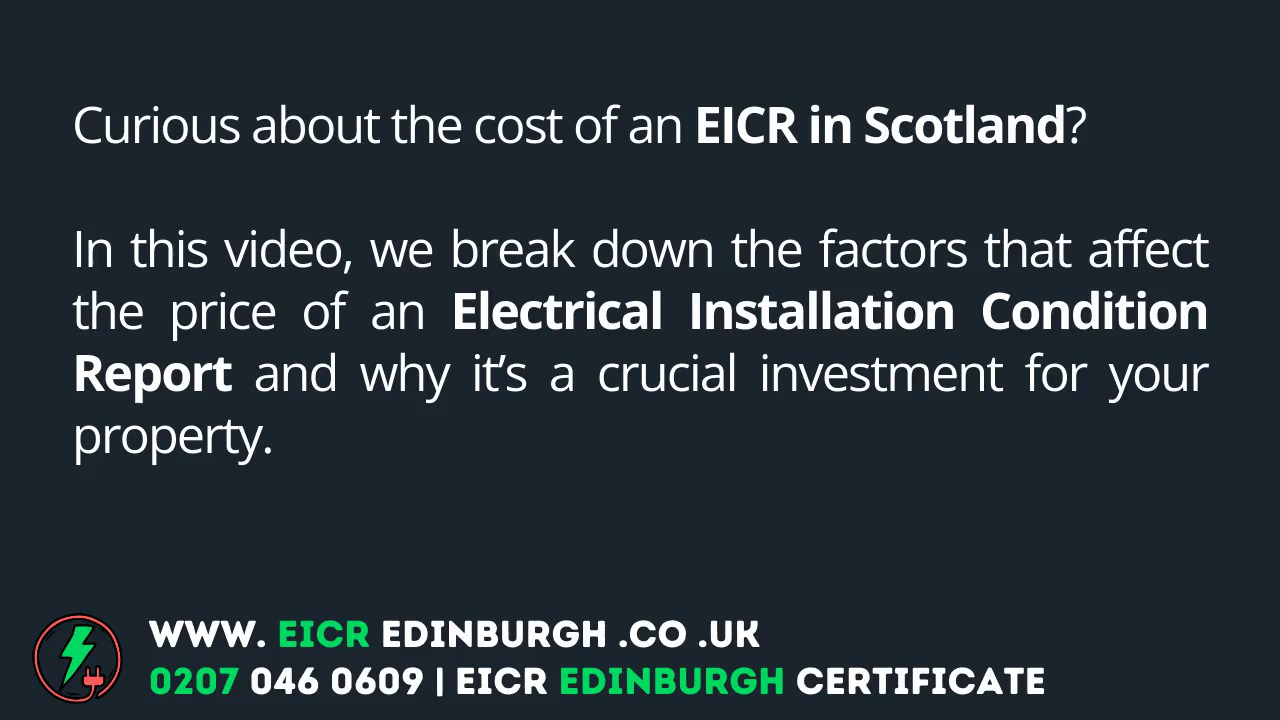 Curious about the cost of an EICR in Scotland?
In this video, we break down the factors that affect
the price of an Electrical Installation Condition
Report and why it’s a crucial investment for your
property.
WWW. EICR EDINBURGH .CO .UK
0207 046 0609 | EICR EDINBURGH CERTIFICATE